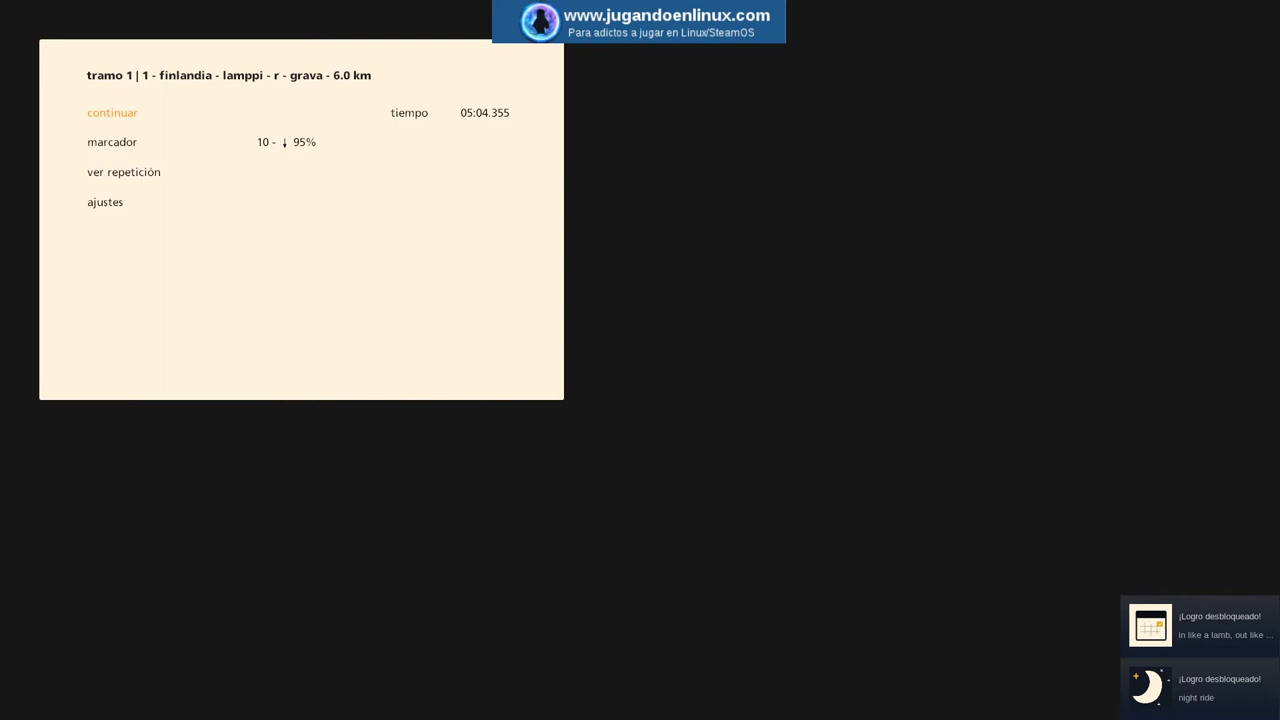 www.jugandoenlinux.com
Para adictos a jugar en Linux/SteamOS
tramo 1 | 1 - finlandia - lamppi - r - grava - 6.0 km
continuar tiempo 05:04.355
marcador 10 - ↓ 95%
ver repetición
ajustes
¡Logro desbloqueado!
in like a lamb, out like ...
¡Logro desbloqueado!
night ride